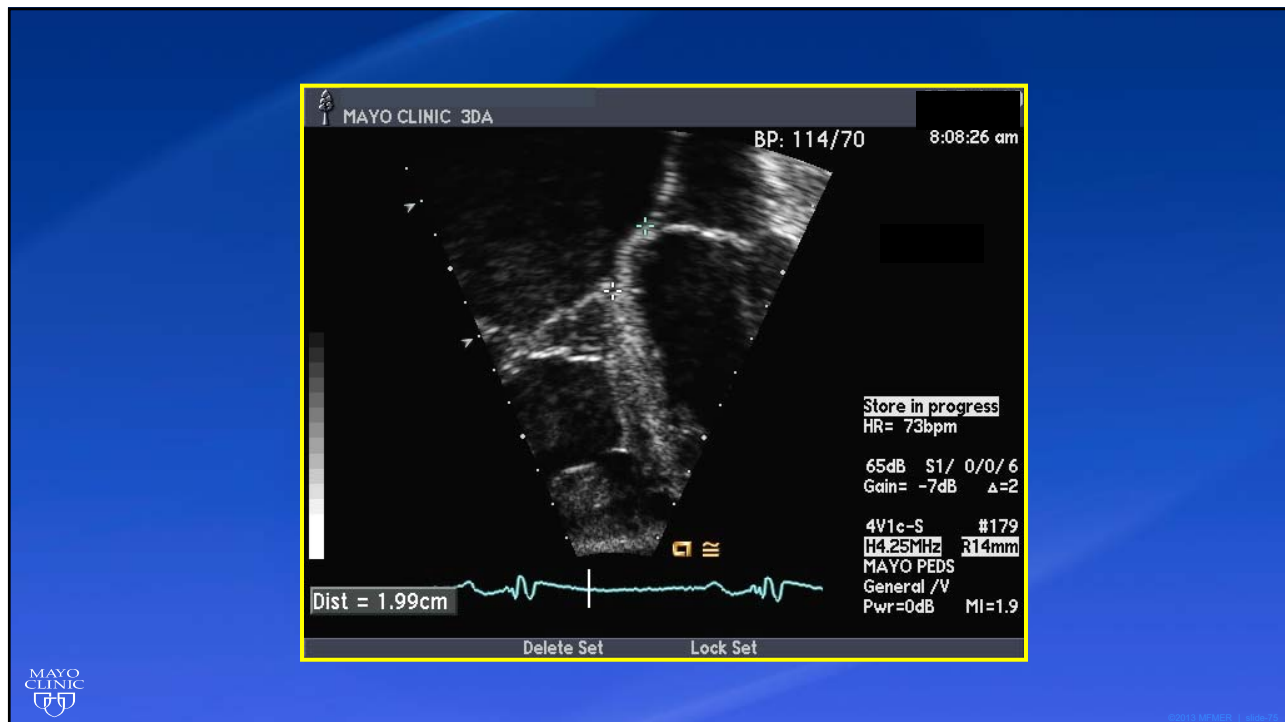 MAYO CLINIC 3DA
BP: 114/70
8:08:26 am
Store in progress
HR= 73bpm
65dB S1/ 0/0/6
Gain= -7dB Δ=2
4V1c-S #179
H4.25MHz R14mm
MAYO PEDS
General /V
Pwr=0dB MI=1.9
Dist = 1.99cm
Delete Set Lock Set
MAYO
CLINIC
©2013 MFMER